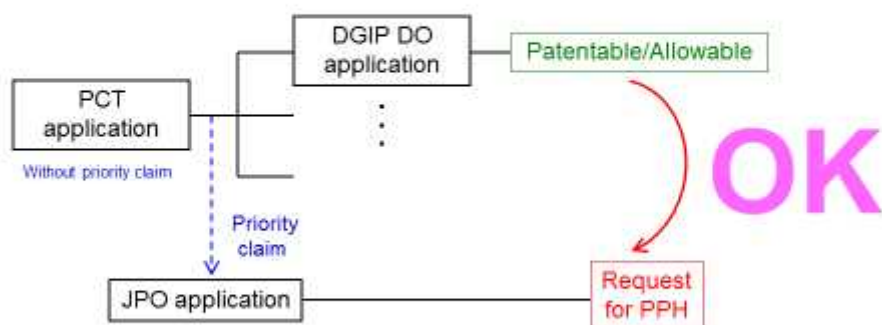 DGIP DO
application
Patentable/Allowable
PCT
application
Without priority claim
OK
Priority
claim
JPO application
Request
for PPH